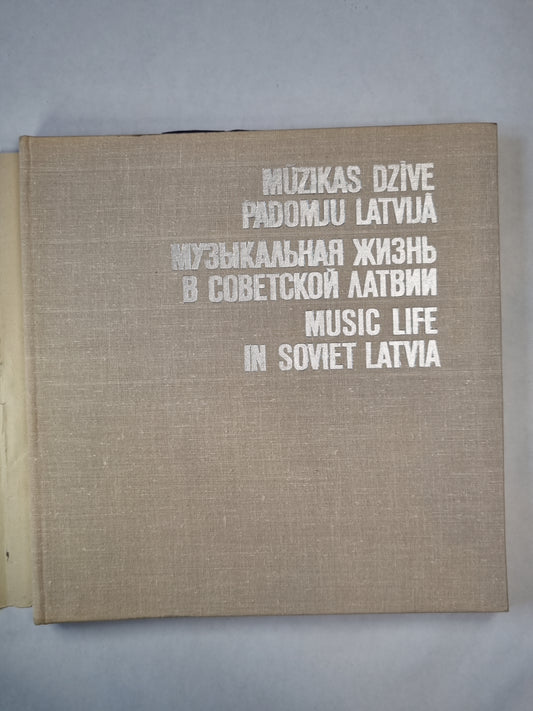 MŪZIKAS DZĪVE
PADOMJU LATVIJĀ
МУЗЫКАЛЬНАЯ ЖИЗНЬ
В СОВЕТСКОЙ ЛАТВИИ
MUSIC LIFE
IN SOVIET LATVIA